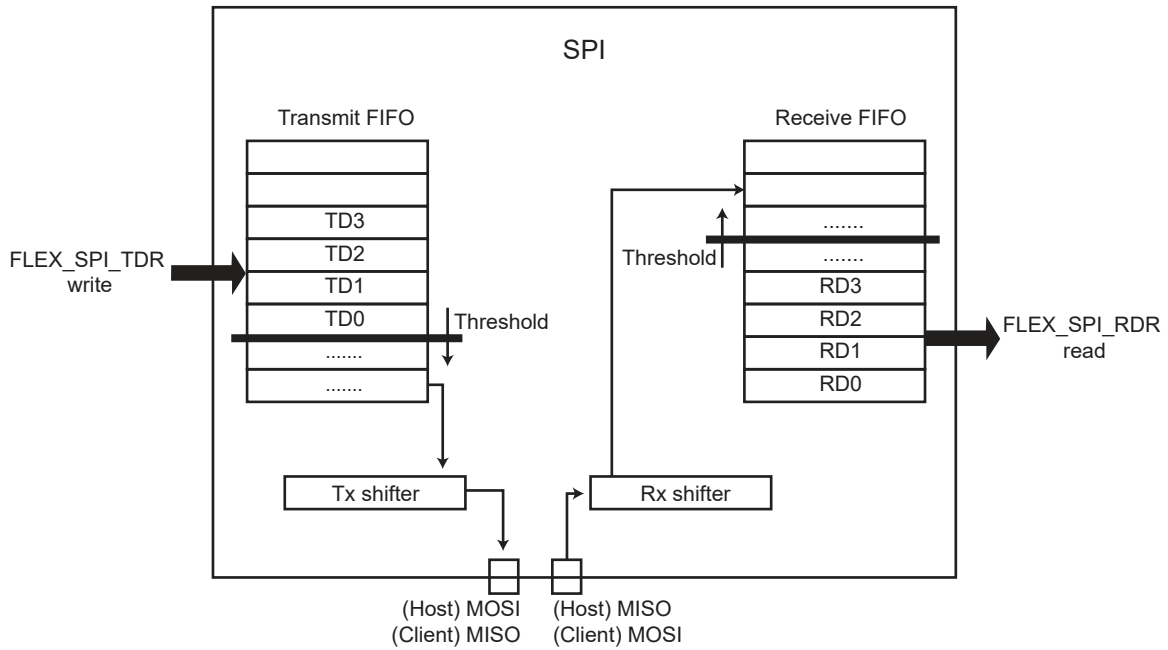 SPI
Transmit FIFO
TD3
TD2
TD1
TD0
.......
.......
FLEX_SPI_TDR
write
Threshold
Tx shifter
Receive FIFO
.......
.......
RD3
RD2
RD1
RD0
Threshold
FLEX_SPI_RDR
read
Rx shifter
(Host) MOSI
(Client) MISO
(Host) MISO
(Client) MOSI